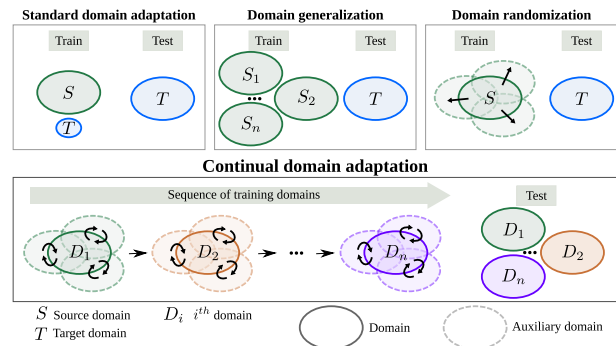 Standard domain adaptation
Domain generalization
Domain randomization
Train Test
Train Test
Train Test
S
T
T
S₁
...
S₂
Sₙ
T
S
T
Continual domain adaptation
Sequence of training domains
Test
D₁
D₂
...
Dₙ
D₁
...
D₂
Dₙ
S Source domain
T Target domain
Dᵢ iᵗʰ domain
Domain
Auxiliary domain